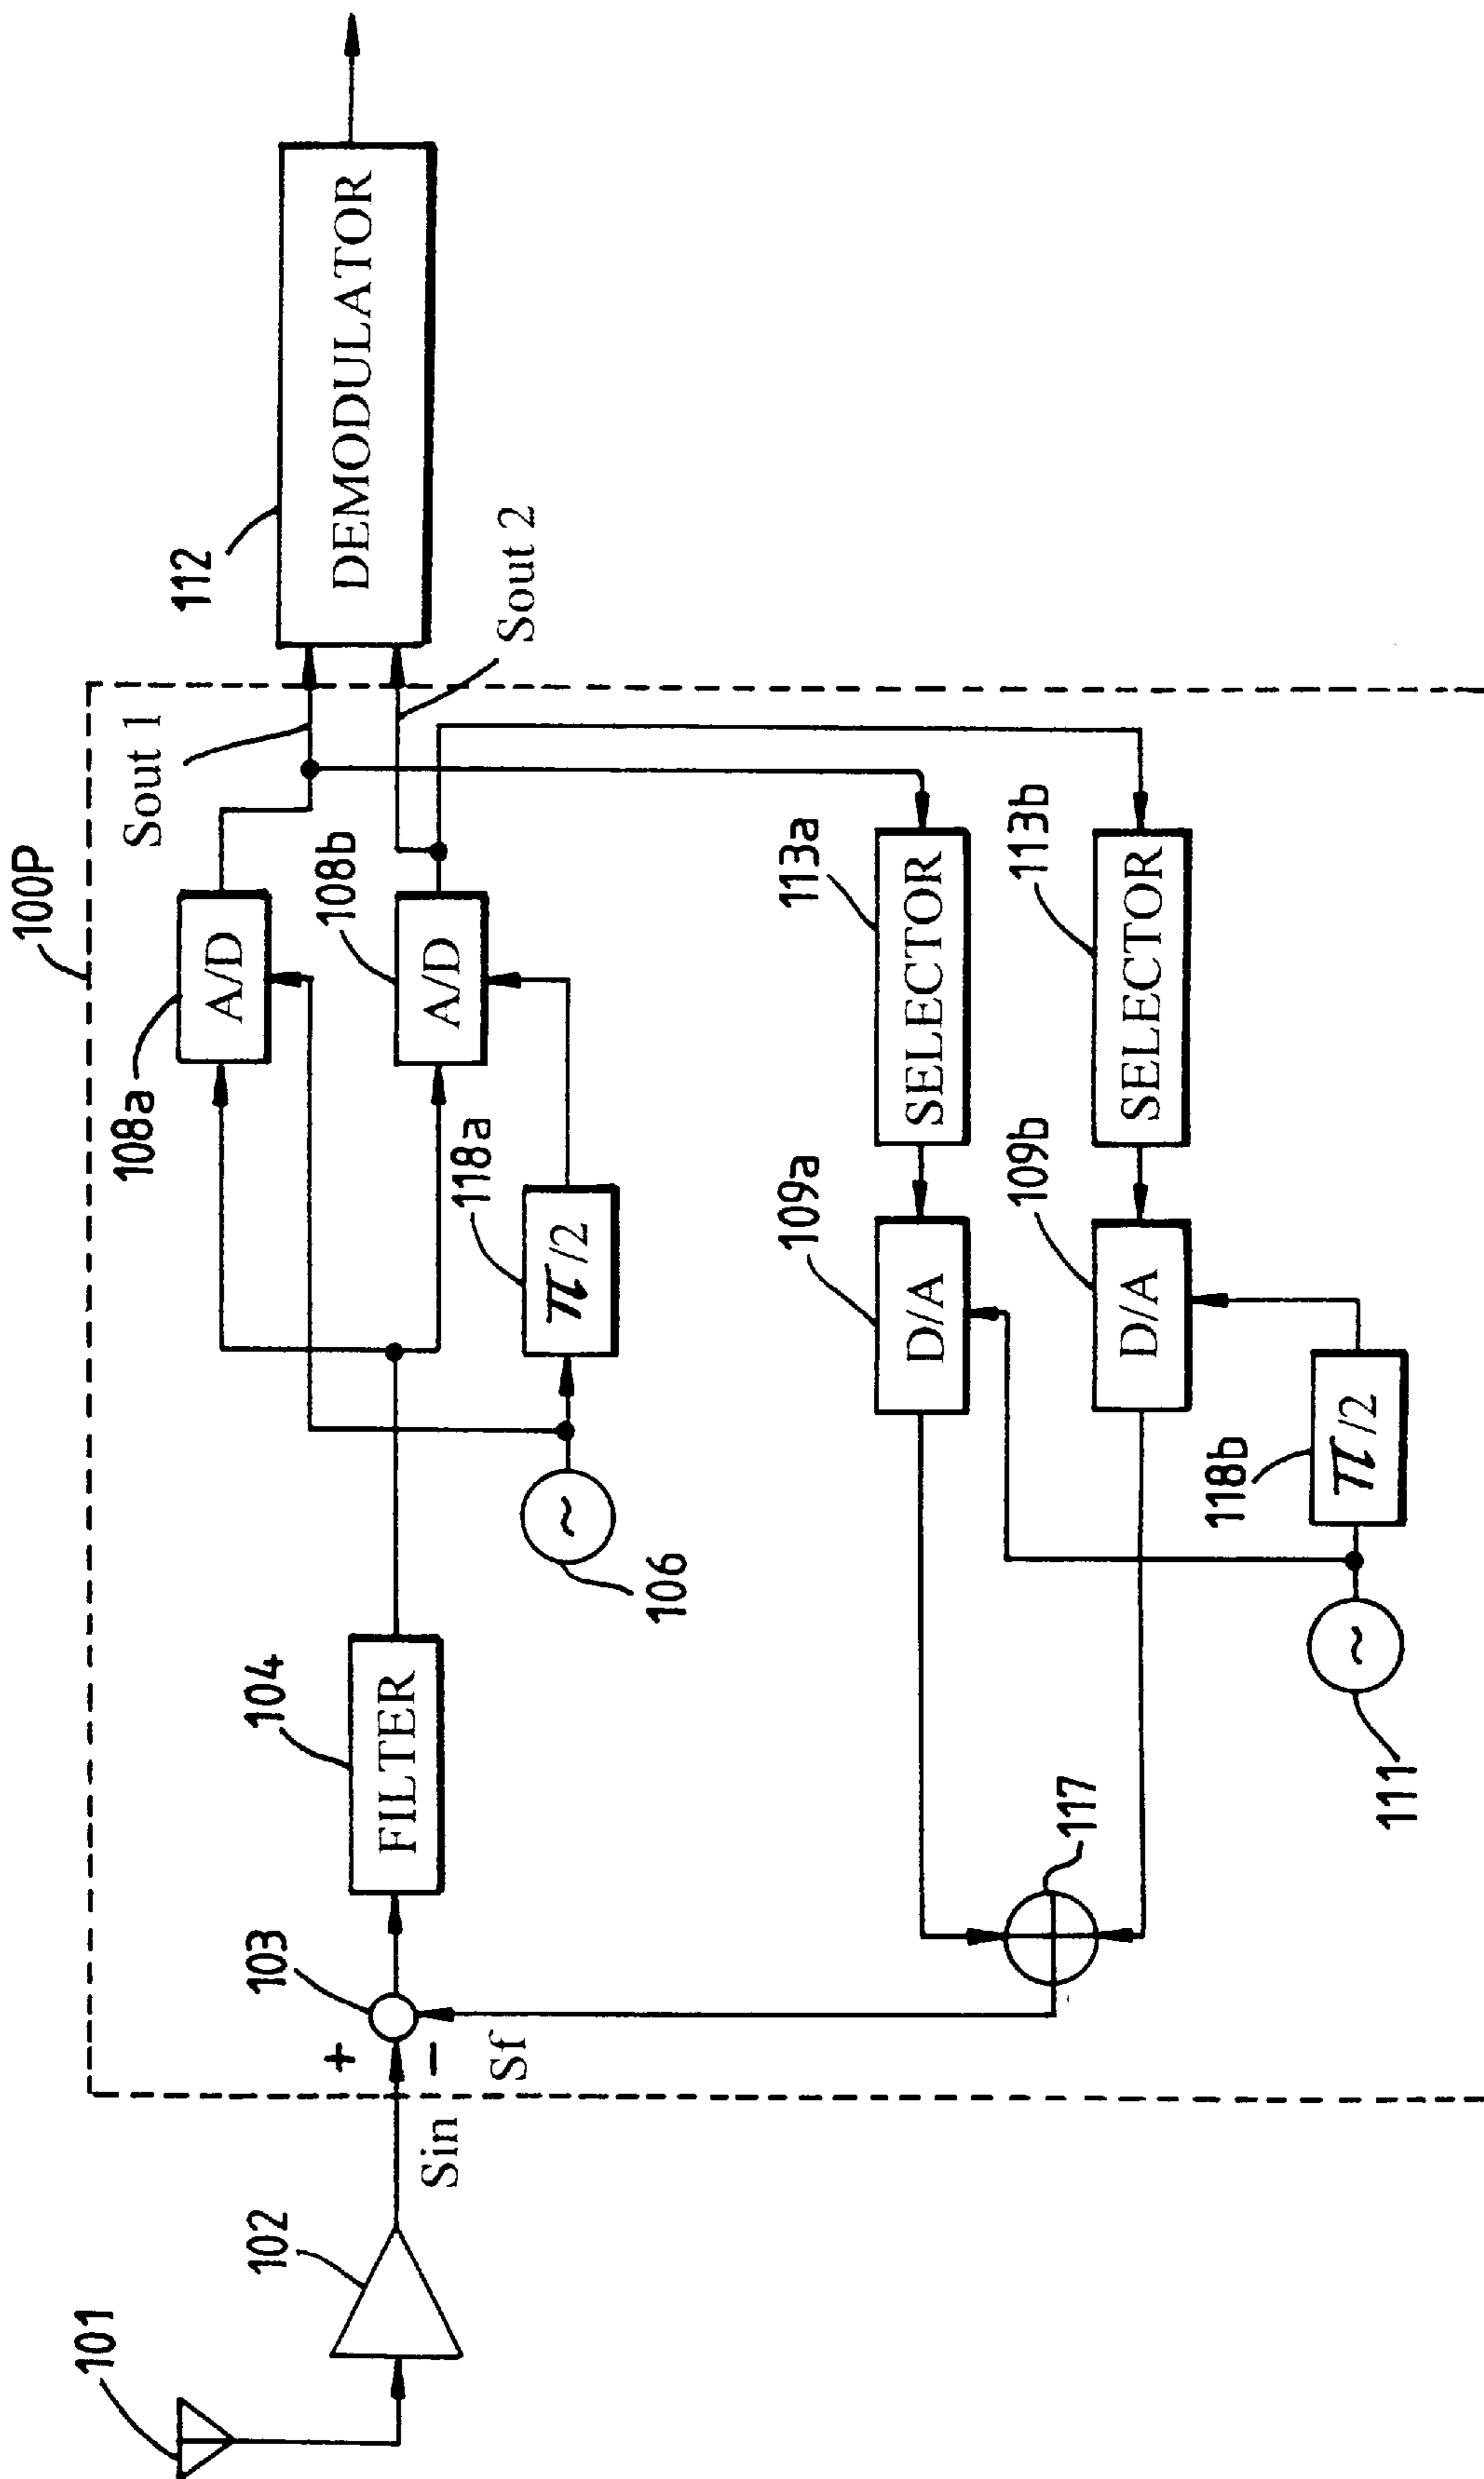 100P
101
102
Sin
103
+
−
Sf
104
FILTER
106
108a
A/D
108b
A/D
118a
π/2
Sout 1
Sout 2
112
DEMODULATOR
113a
SELECTOR
113b
SELECTOR
109a
D/A
109b
D/A
118b
π/2
117
111